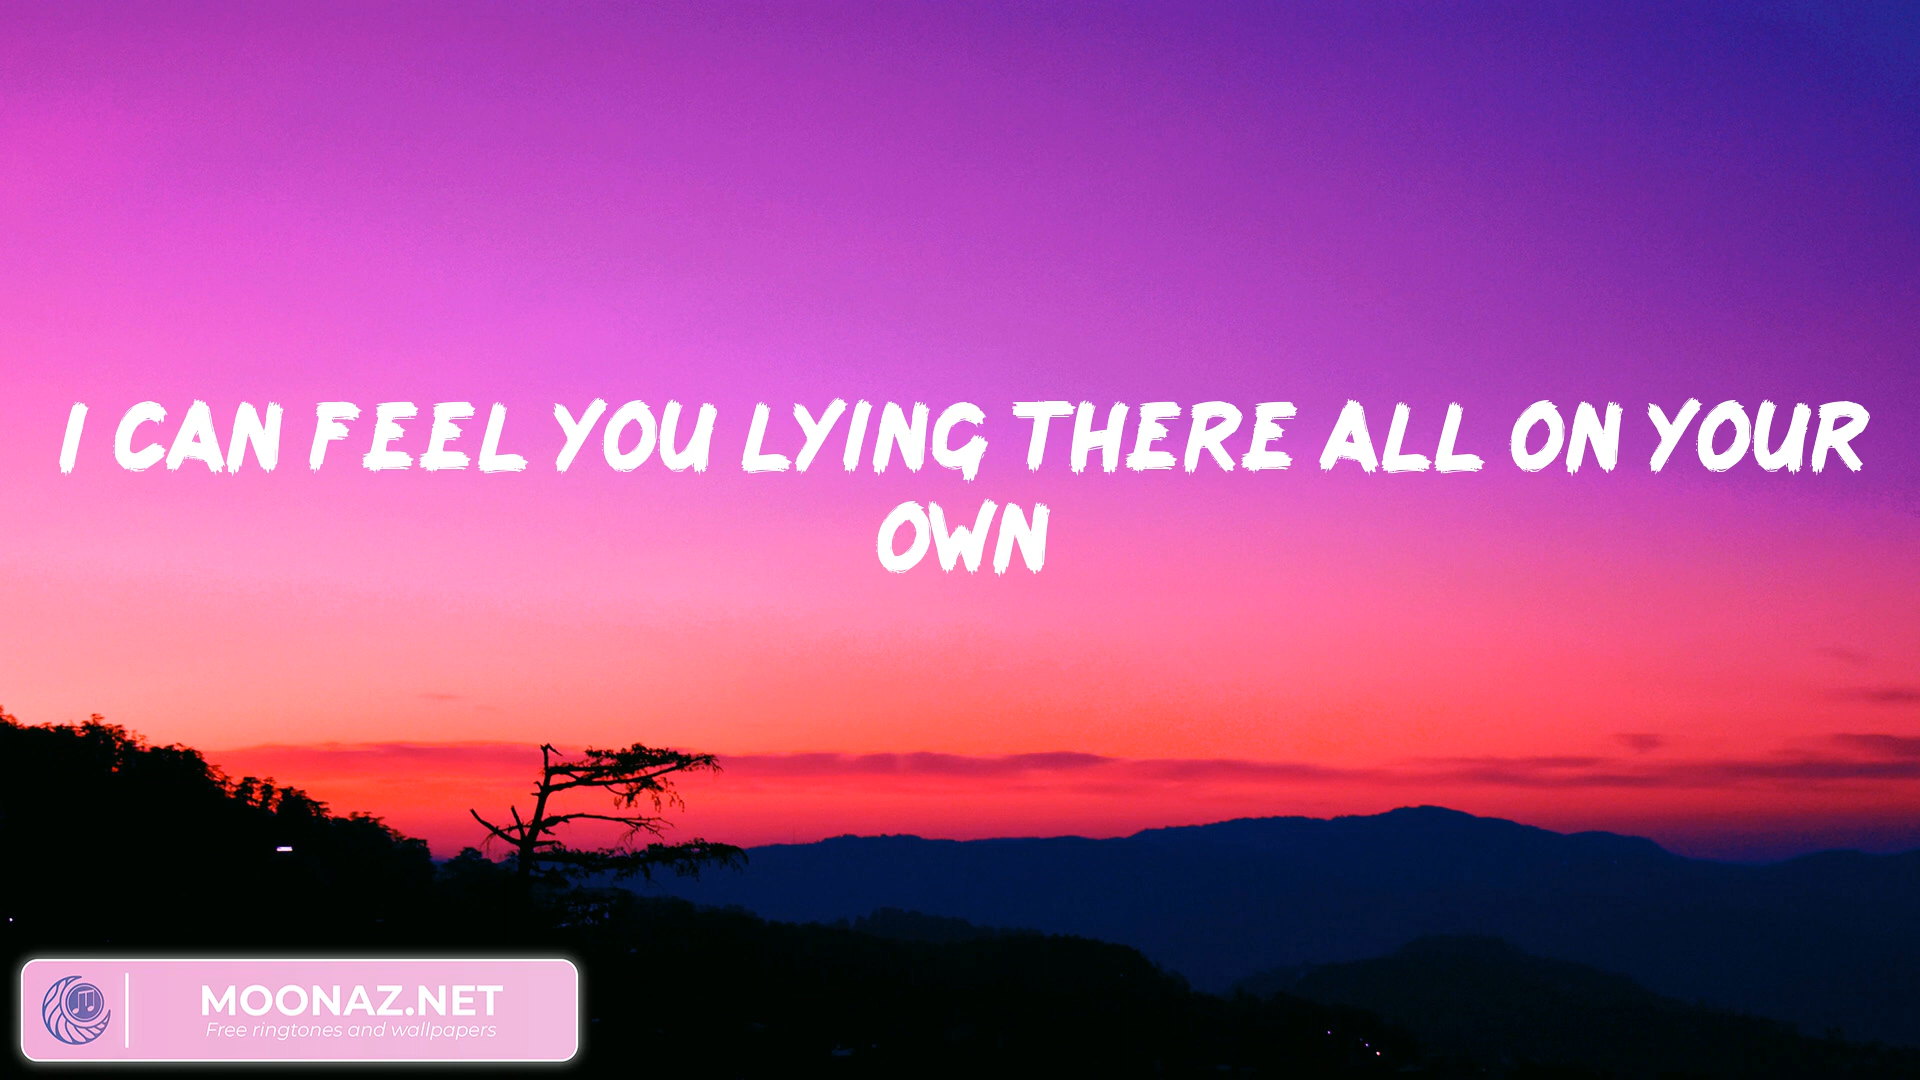 I CAN FEEL YOU LYING THERE ALL ON YOUR
OWN
MOONAZ.NET
Free ringtones and wallpapers